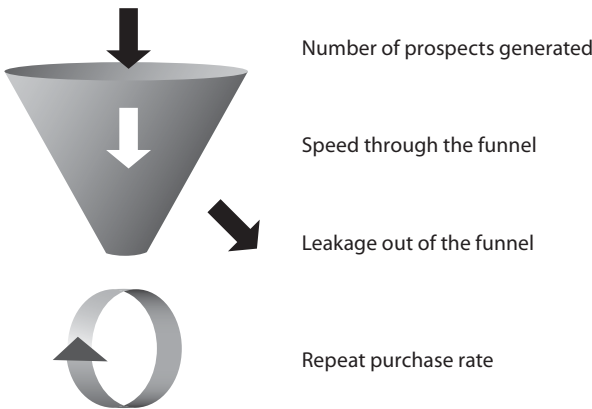 Number of prospects generated
Speed through the funnel
Leakage out of the funnel
Repeat purchase rate